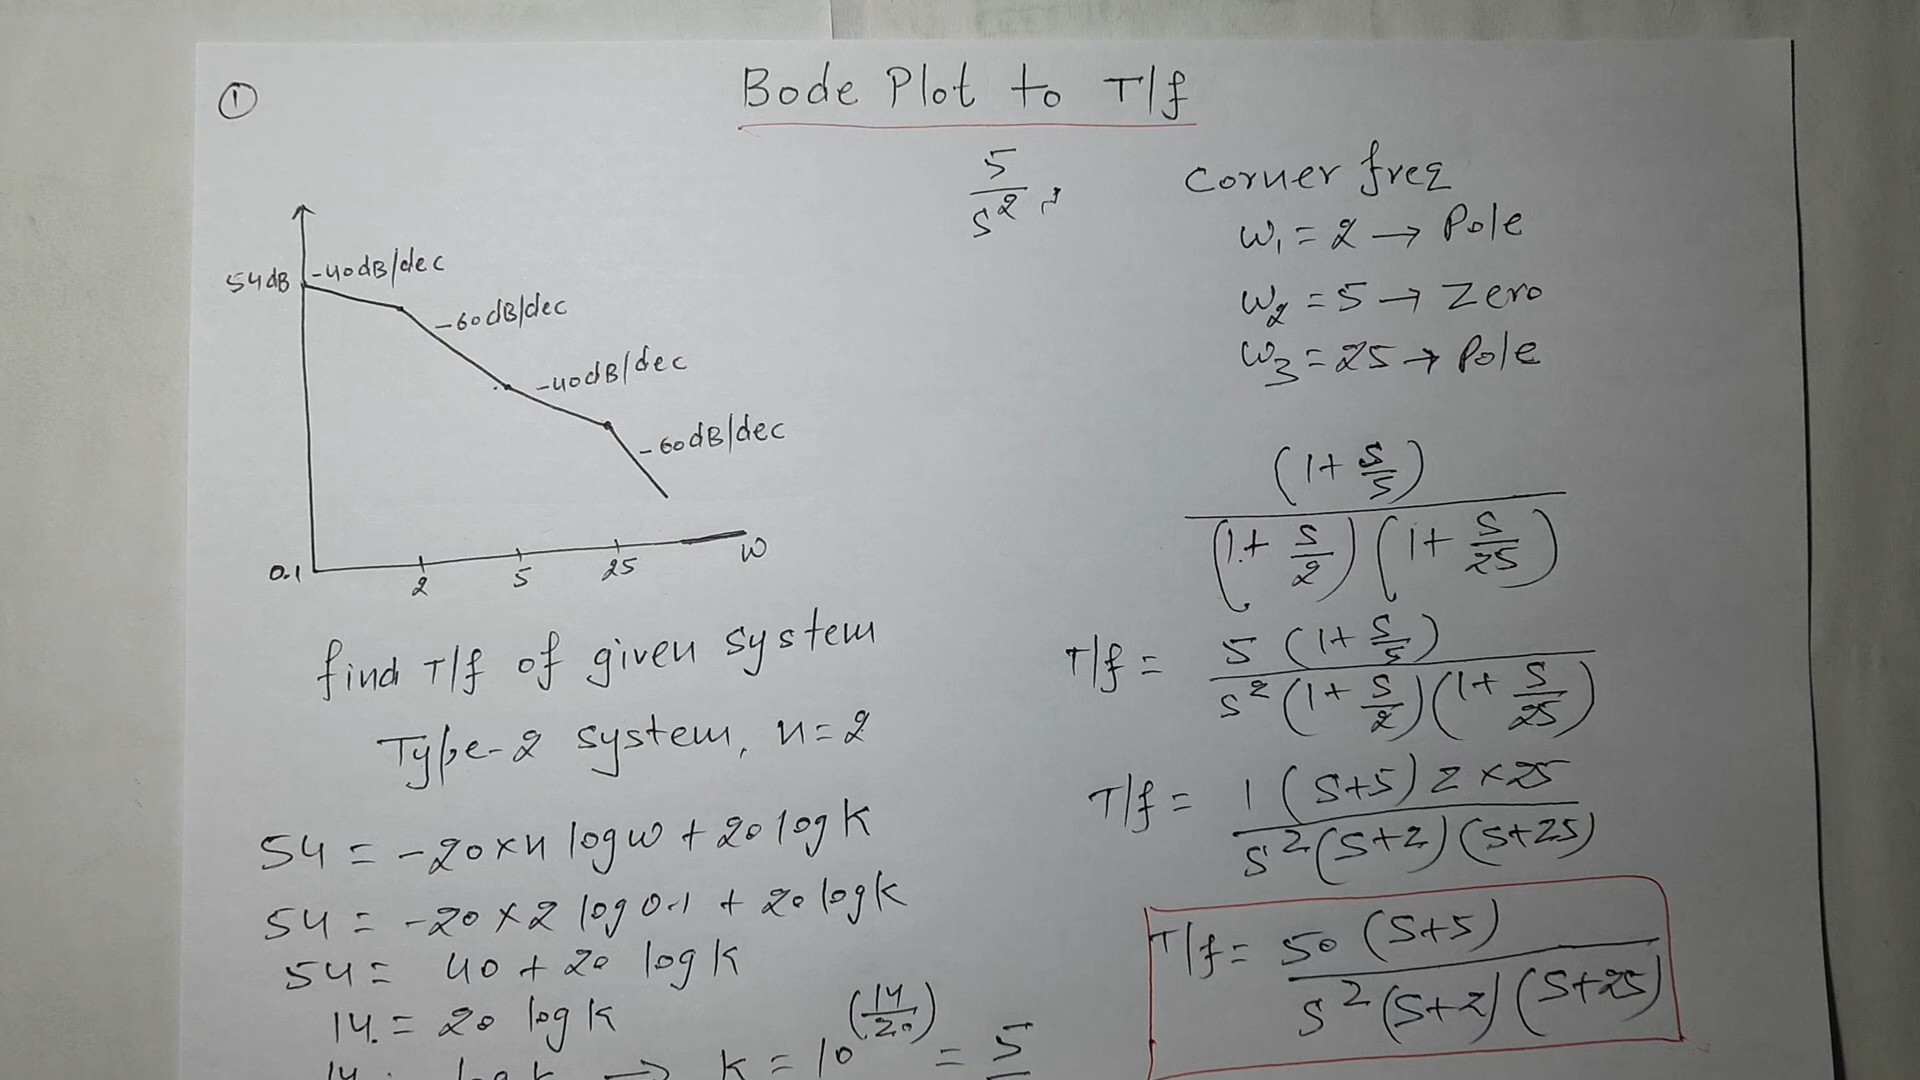 ①
Bode Plot to T/f
54dB
-40dB/dec
-60dB/dec
-40dB/dec
-60dB/dec
0.1
2
5
25
w
find T/f of given system
Type-2 system, n=2
54 = -20×n log w + 20 log K
54 = -20×2 log 0.1 + 20 log K
54 = 40 + 20 log K
14 = 20 log K
K = 10^(14/20) = 5
5/s²
Corner freq
w₁ = 2 → Pole
w₂ = 5 → Zero
w₃ = 25 → Pole
(1+s/5)
(1+s/2)(1+s/25)
T/f = 5(1+s/5)
s²(1+s/2)(1+s/25)
T/f = 1(s+5)2×25
s²(s+2)(s+25)
T/f = 50(s+5)
s²(s+2)(s+25)